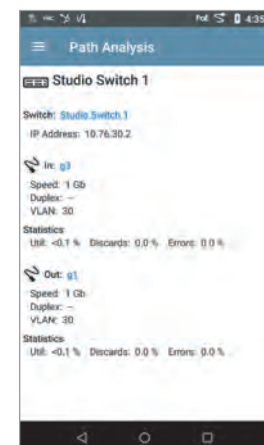 4:35
Path Analysis
Studio Switch 1
Switch: Studio Switch 1
IP Address: 10.76.30.2
In: g3
Speed: 1 Gb
Duplex: --
VLAN: 30
Statistics
Util: <0.1 % Discards: 0.0 % Errors: 0.0 %
Out: g1
Speed: 1 Gb
Duplex: --
VLAN: 30
Statistics
Util: <0.1 % Discards: 0.0 % Errors: 0.0 %